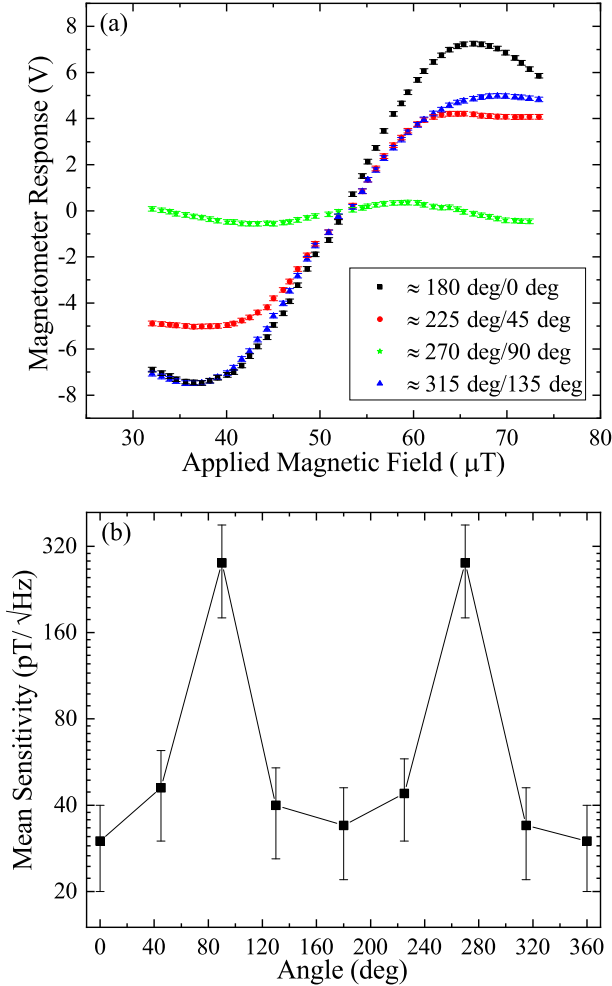 (a)
8
6
4
2
0
-2
-4
-6
-8
Magnetometer Response (V)
≈ 180 deg/0 deg
≈ 225 deg/45 deg
≈ 270 deg/90 deg
≈ 315 deg/135 deg
30 40 50 60 70 80
Applied Magnetic Field ( μT)
(b)
320
160
80
40
20
Mean Sensitivity (pT/ √Hz)
0 40 80 120 160 200 240 280 320 360
Angle (deg)